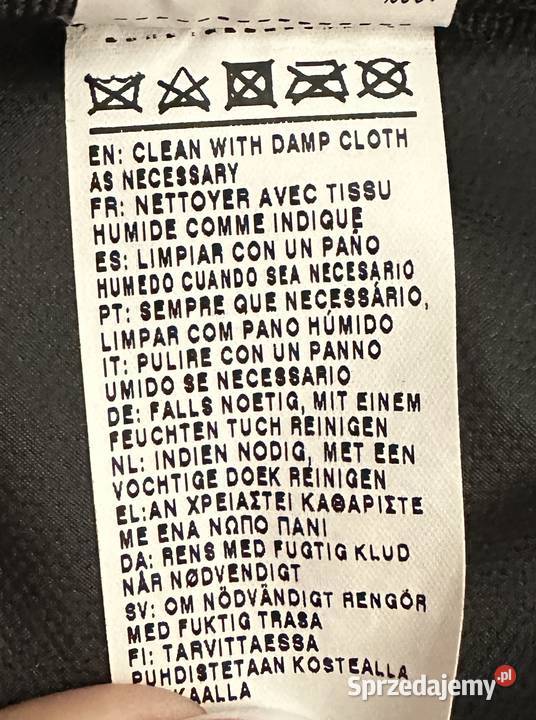 EN: CLEAN WITH DAMP CLOTH
AS NECESSARY
FR: NETTOYER AVEC TISSU
HUMIDE COMME INDIQUÉ
ES: LIMPIAR CON UN PAÑO
HUMEDO CUANDO SEA NECESARIO
PT: SEMPRE QUE NECESSÁRIO,
LIMPAR COM PANO HÚMIDO
IT: PULIRE CON UN PANNO
UMIDO SE NECESSARIO
DE: FALLS NOETIG, MIT EINEM
FEUCHTEN TUCH REINIGEN
NL: INDIEN NODIG, MET EEN
VOCHTIGE DOEK REINIGEN
EL:ΑΝ ΧΡΕΙΑΣΤΕΙ ΚΑΘΑΡΙΣΤΕ
ΜΕ ΕΝΑ ΝΩΠΟ ΠΑΝΙ
DA: RENS MED FUGTIG KLUD
NÅR NØDVENDIGT
SV: OM NÖDVÄNDIGT RENGÖR
MED FUKTIG TRASA
FI: TARVITTAESSA
PUHDISTETAAN KOSTEALLA
KAALLA
Sprzedajemy.pl